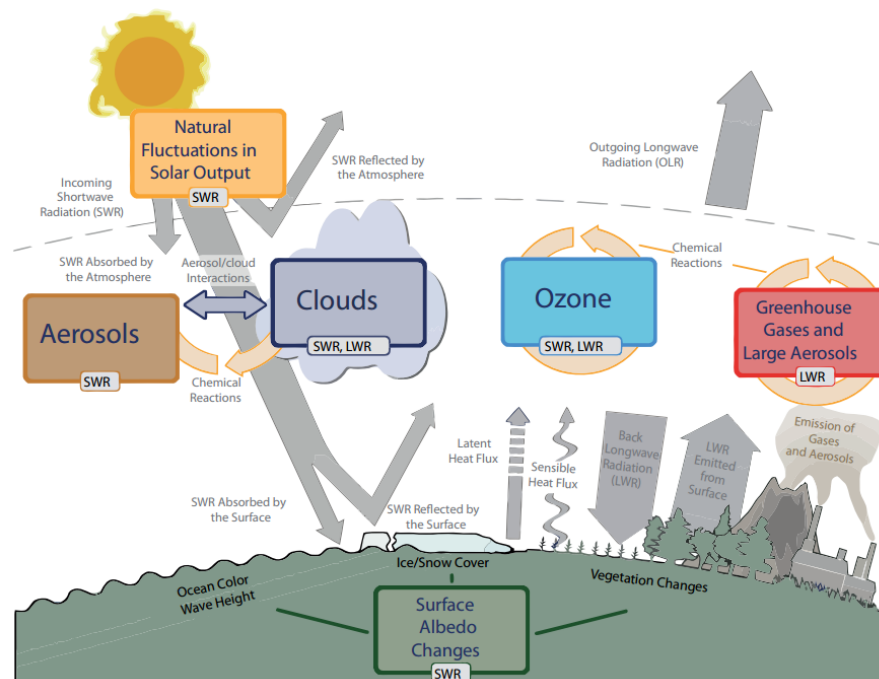 Natural
Fluctuations in
Solar Output
SWR
SWR Reflected by
the Atmosphere
Outgoing Longwave
Radiation (OLR)
Incoming
Shortwave
Radiation (SWR)
SWR Absorbed by
the Atmosphere
Aerosol/cloud
Interactions
Chemical
Reactions
Aerosols
SWR
Clouds
SWR, LWR
Ozone
SWR, LWR
Greenhouse
Gases and
Large Aerosols
LWR
Chemical
Reactions
Emission of
Gases
and Aerosols
Latent
Heat Flux
Sensible
Heat Flux
Back
Longwave
Radiation
(LWR)
LWR
Emitted
from
Surface
SWR Absorbed by
the Surface
SWR Reflected by
the Surface
Ice/Snow Cover
Ocean Color
Wave Height
Vegetation Changes
Surface
Albedo
Changes
SWR